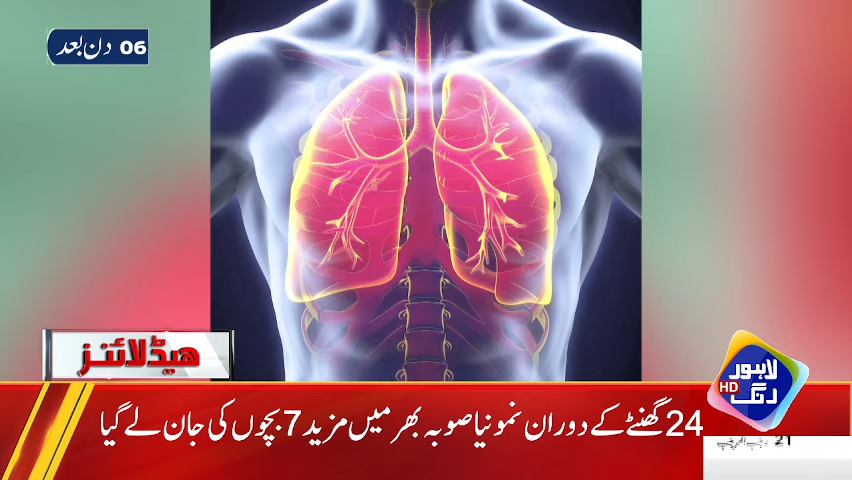 06 دن بعد
ہیڈلائنز
لاہور
رنگ
HD
24 گھنٹے کے دوران نمونیا صوبہ بھر میں مزید 7 بچوں کی جان لے گیا
21